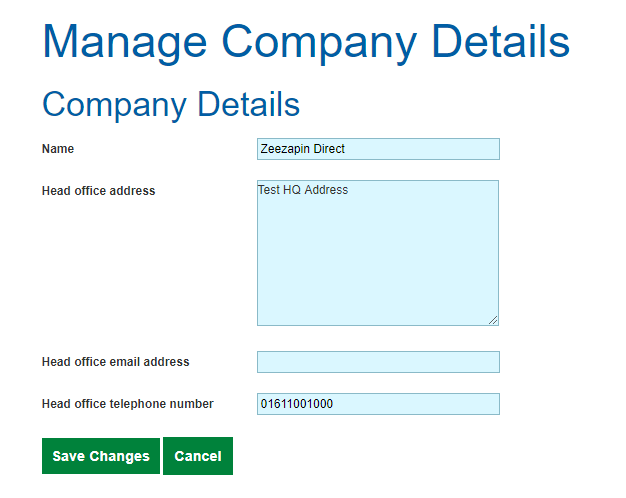 Manage Company Details
Company Details
Name
Zeezapin Direct
Head office address
Test HQ Address
Head office email address
Head office telephone number
01611001000
Save Changes
Cancel